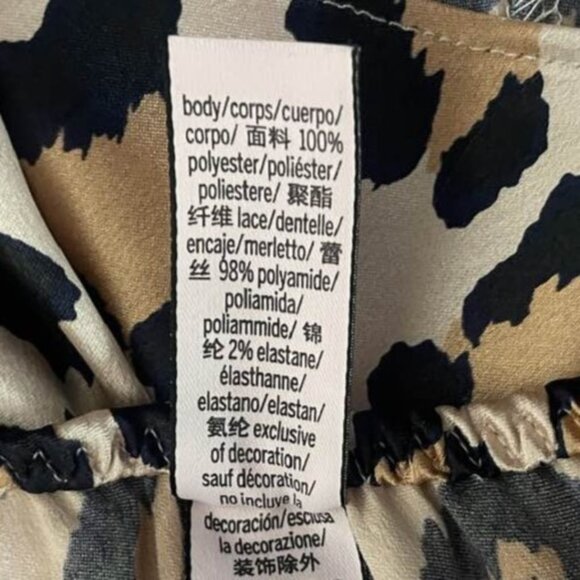 body/corps/cuerpo/
corpo/ 面料 100%
polyester/poliéster/
poliestere/ 聚酯
纤维 lace/dentelle/
encaje/merletto/ 蕾
丝 98% polyamide/
poliamida/
poliammide/ 锦
纶 2% elastane/
élasthanne/
elastano/elastan/
氨纶 exclusive
of decoration/
sauf décoration/
no incluye la
decoración/esclusa
la decorazione/
装饰除外